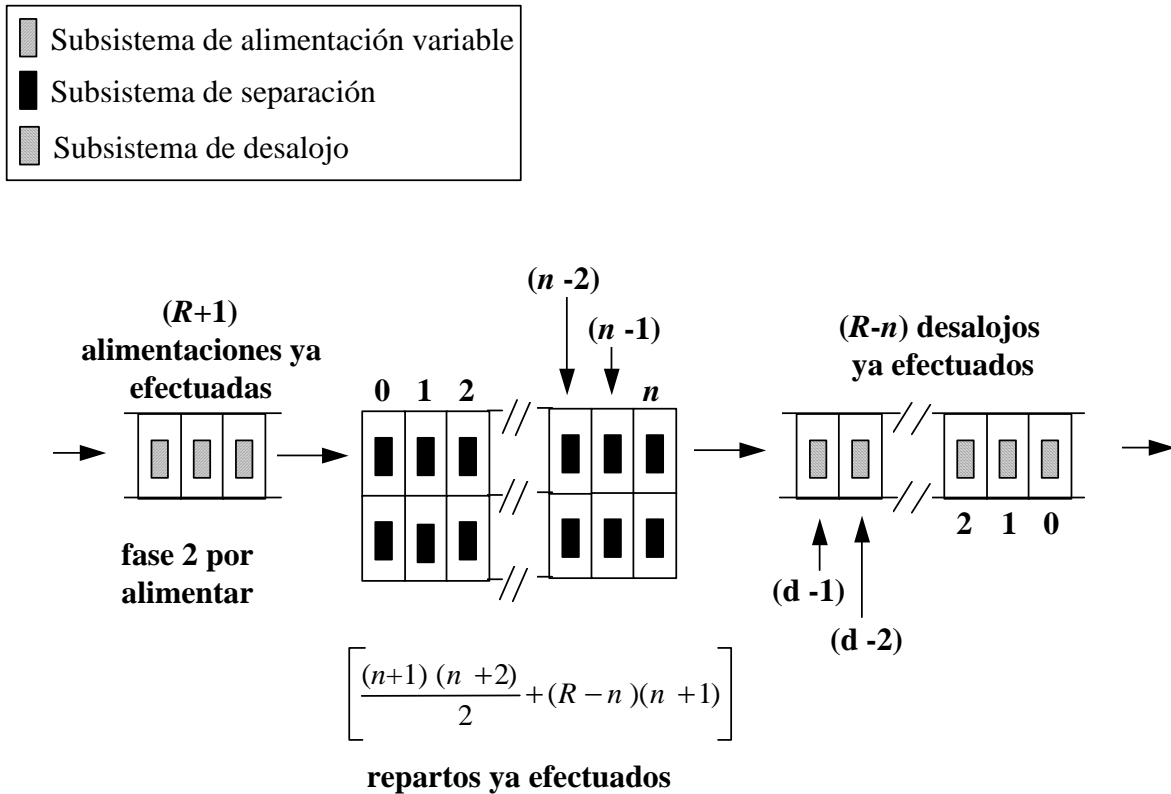 Subsistema de alimentación variable
Subsistema de separación
Subsistema de desalojo
(R+1)
alimentaciones ya
efectuadas
0 1 2
(n -2)
(n -1)
n
(R-n) desalojos
ya efectuados
2 1 0
fase 2 por
alimentar
(d -1)
(d -2)
[(n+1) (n +2)/2 + (R − n )(n +1)]
repartos ya efectuados